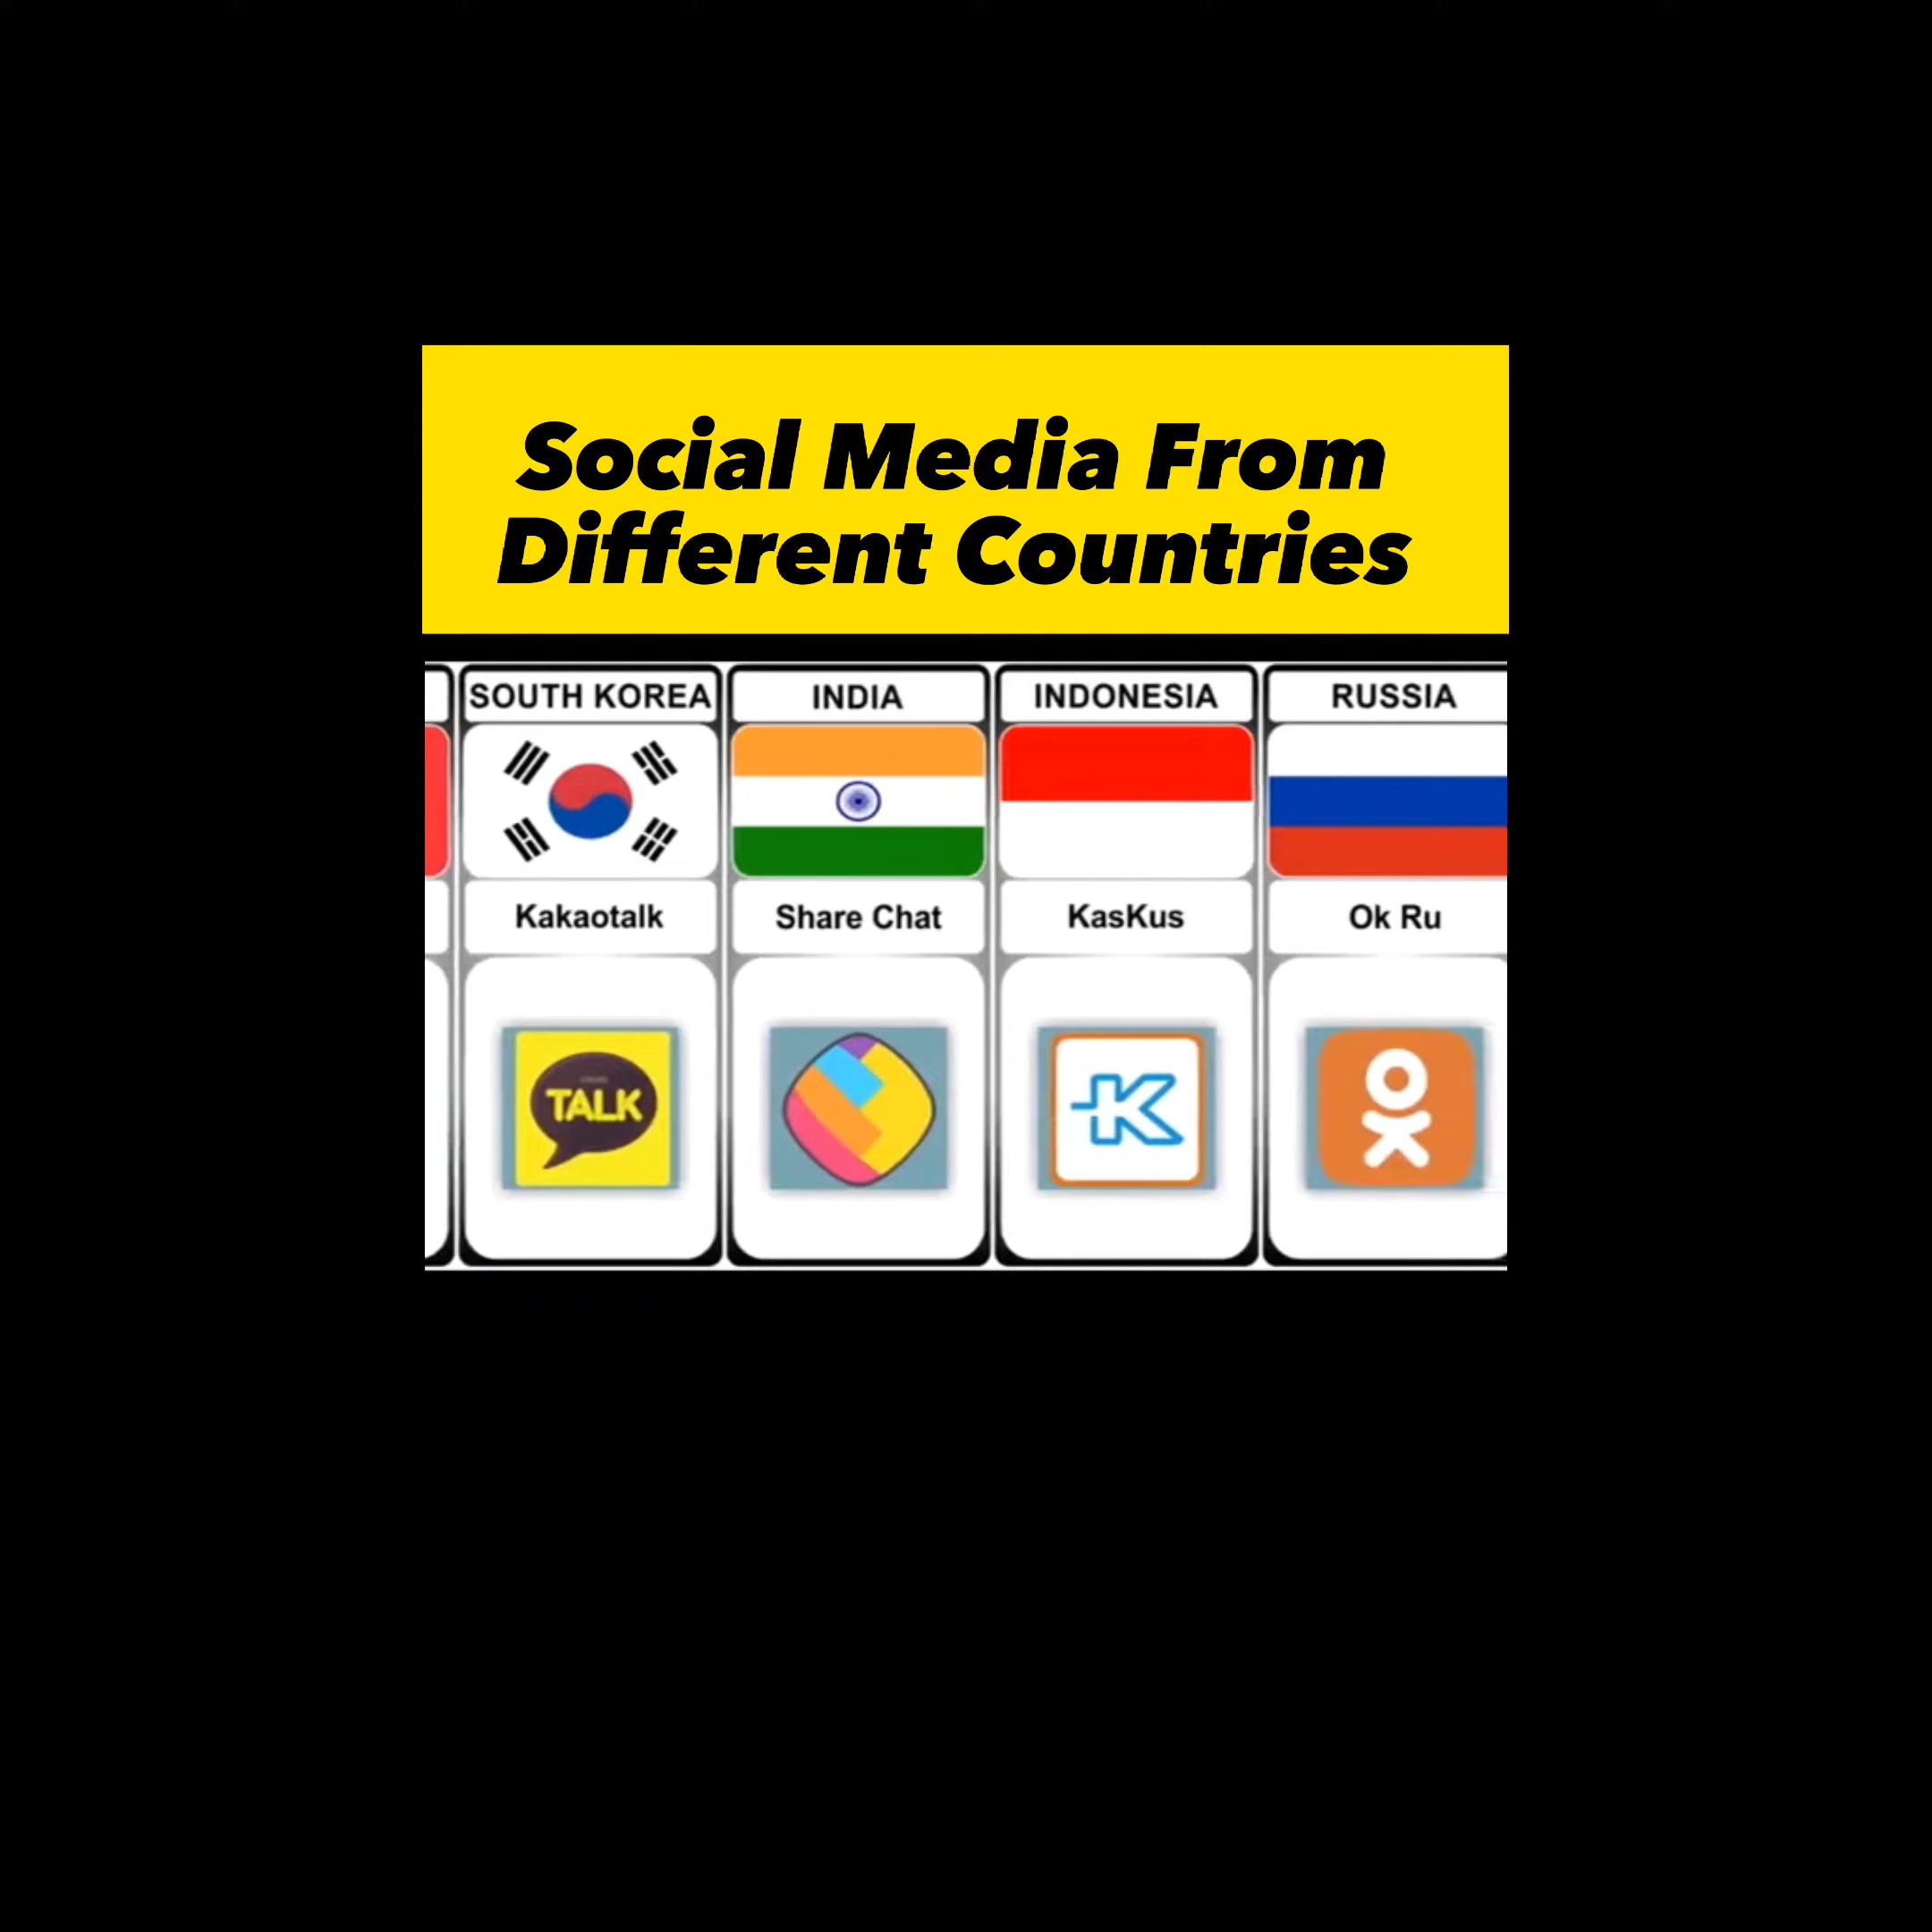 Social Media From
Different Countries
SOUTH KOREA
INDIA
INDONESIA
RUSSIA
Kakaotalk
Share Chat
KasKus
Ok Ru
TALK
K